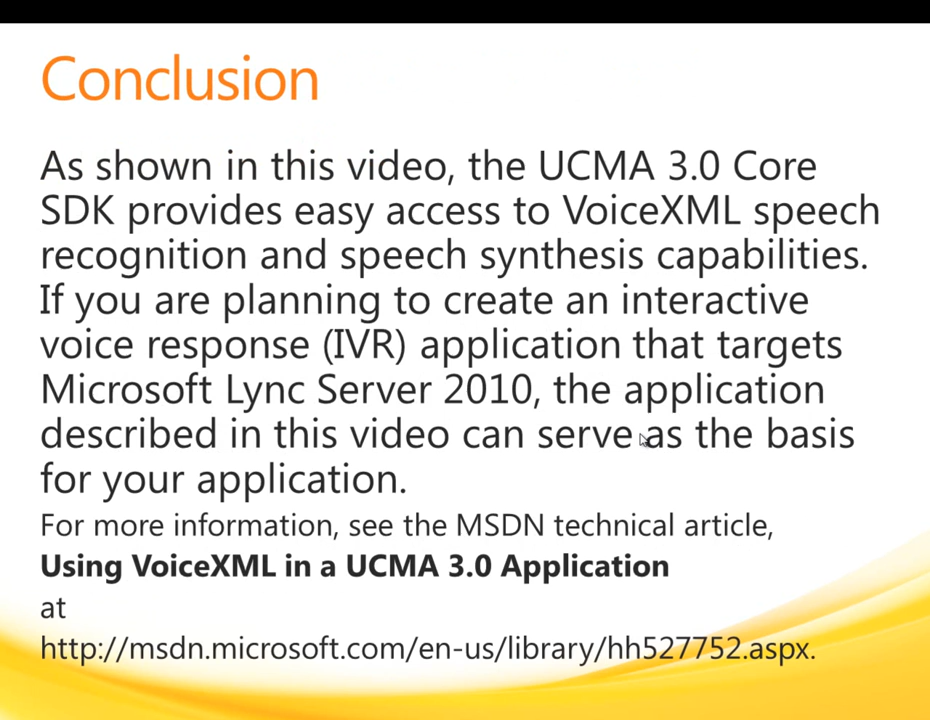 Conclusion
As shown in this video, the UCMA 3.0 Core
SDK provides easy access to VoiceXML speech
recognition and speech synthesis capabilities.
If you are planning to create an interactive
voice response (IVR) application that targets
Microsoft Lync Server 2010, the application
described in this video can serve as the basis
for your application.
For more information, see the MSDN technical article,
Using VoiceXML in a UCMA 3.0 Application
at
http://msdn.microsoft.com/en-us/library/hh527752.aspx.